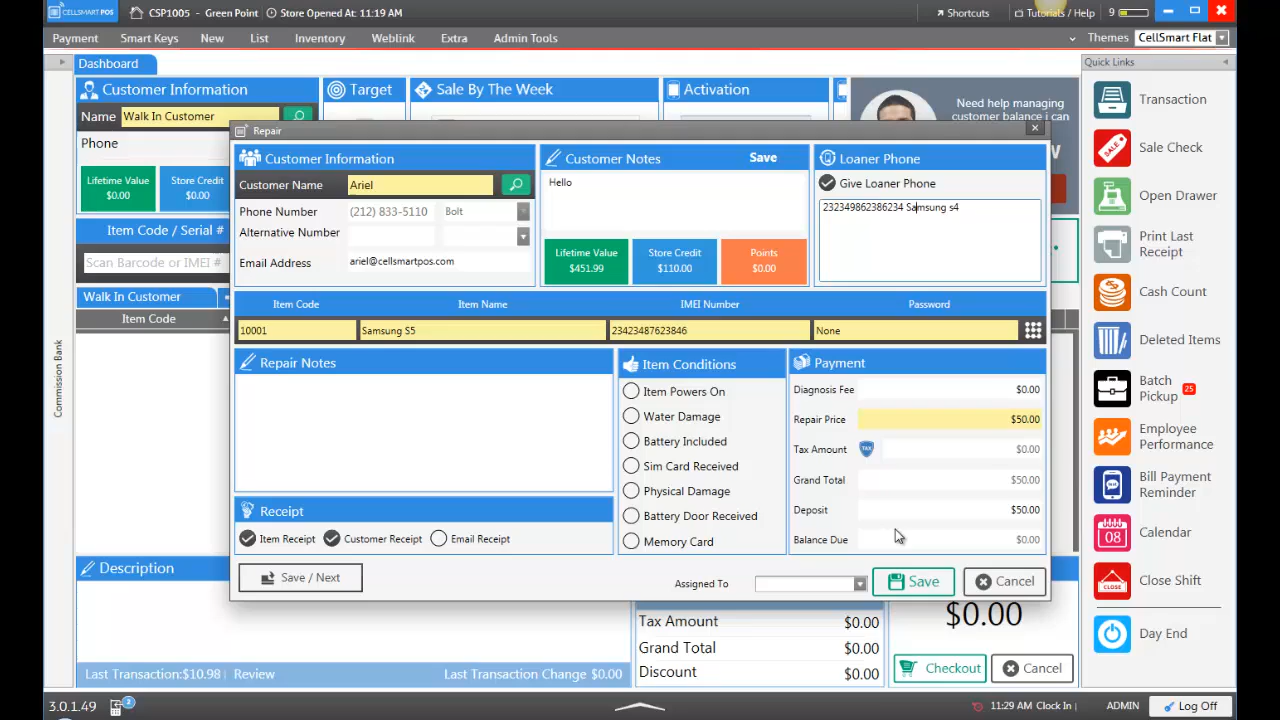 CELLSMART POS CSP1005 - Green Point Store Opened At: 11:19 AM Shortcuts Tutorials / Help 9
Payment Smart Keys New List Inventory Weblink Extra Admin Tools Themes CellSmart Flat
Dashboard Quick Links
Customer Information Target Sale By The Week Activation
Name Walk In Customer
Phone
Need help managing
customer balance i can
Lifetime Value
$0.00
Store Credit
$0.00
Item Code / Serial #
Scan Barcode or IMEI #
Walk In Customer
Item Code
Commission Bank
Repair
Customer Information
Customer Name Ariel
Phone Number (212) 833-5110 Bolt
Alternative Number
Email Address ariel@cellsmartpos.com
Customer Notes Save
Hello
Lifetime Value
$451.99
Store Credit
$110.00
Points
$0.00
Loaner Phone
Give Loaner Phone
232349862386234 Samsung s4
Item Code Item Name IMEI Number Password
10001 Samsung S5 23423487623846 None
Repair Notes
Receipt
Item Receipt Customer Receipt Email Receipt
Item Conditions
Item Powers On
Water Damage
Battery Included
Sim Card Received
Physical Damage
Battery Door Received
Memory Card
Payment
Diagnosis Fee $0.00
Repair Price $50.00
Tax Amount TAX $0.00
Grand Total $50.00
Deposit $50.00
Balance Due $0.00
Save / Next Assigned To Save Cancel
Description
Last Transaction:$10.98 Review Last Transaction Change $0.00
Tax Amount $0.00
Grand Total $0.00
Discount $0.00
$0.00
Checkout Cancel
Transaction
SALE Sale Check
Open Drawer
Print Last
Receipt
Cash Count
Deleted Items
Batch
Pickup 25
Employee
Performance
Bill Payment
Reminder
08 Calendar
Close Shift
Day End
3.0.1.49 2 11:29 AM Clock In ADMIN Log Off